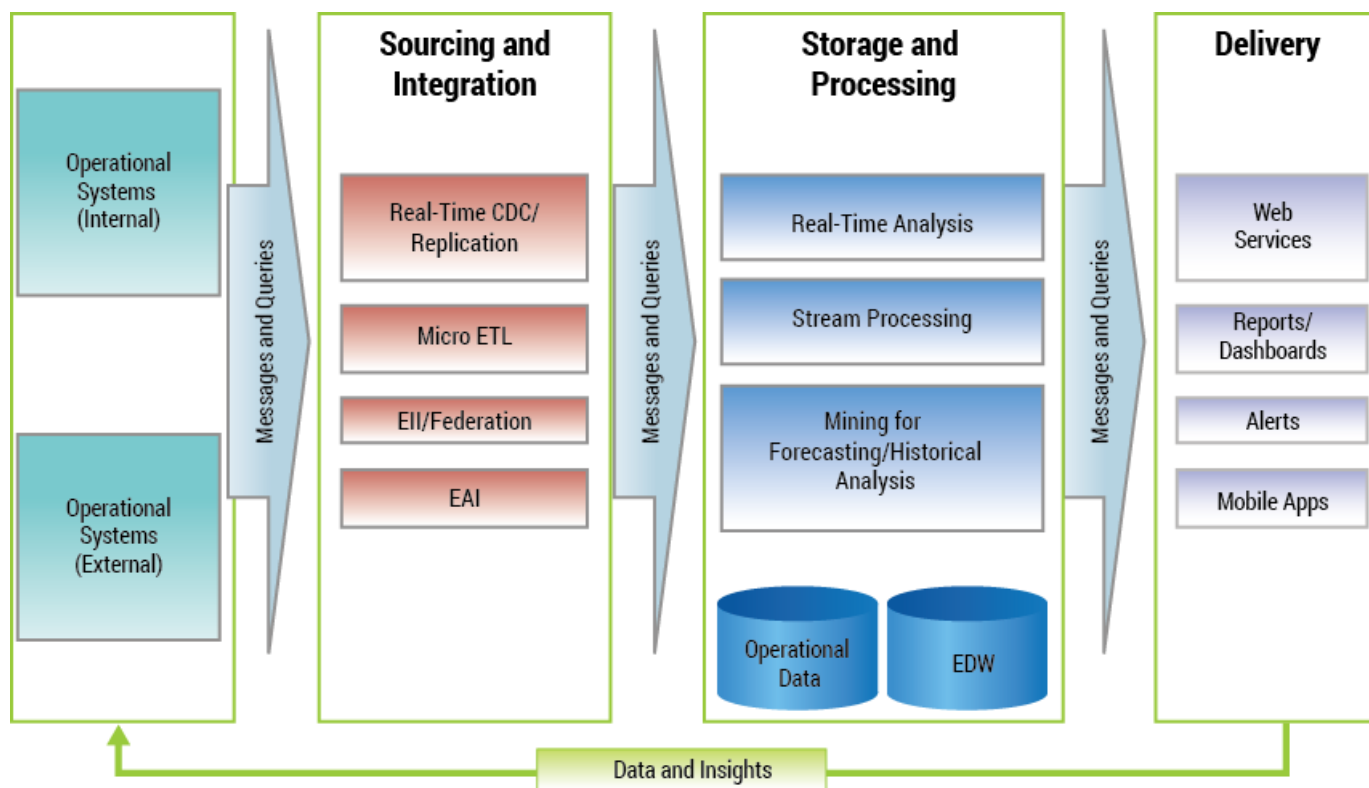 Operational
Systems
(Internal)
Operational
Systems
(External)
Messages and Queries
Sourcing and
Integration
Real-Time CDC/
Replication
Micro ETL
EII/Federation
EAI
Messages and Queries
Storage and
Processing
Real-Time Analysis
Stream Processing
Mining for
Forecasting/Historical
Analysis
Operational
Data
EDW
Messages and Queries
Delivery
Web
Services
Reports/
Dashboards
Alerts
Mobile Apps
Data and Insights